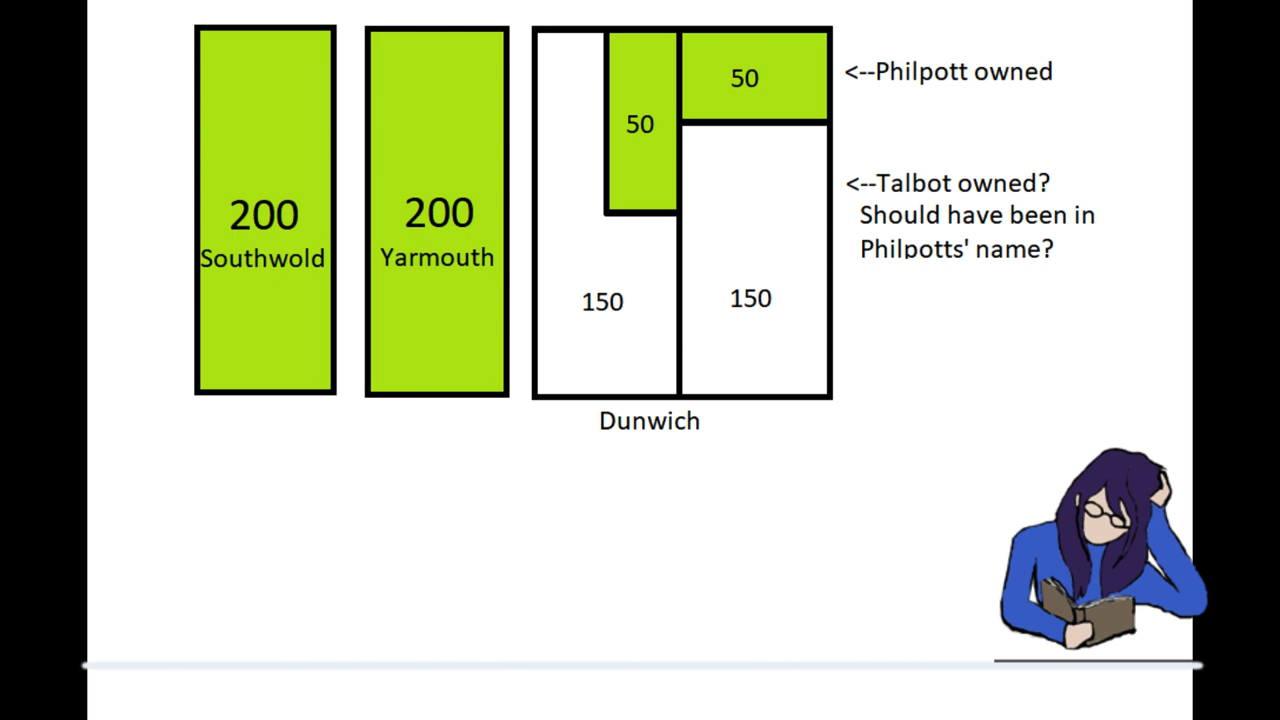 200
Southwold
200
Yarmouth
50
50
150
150
Dunwich
<--Philpott owned
<--Talbot owned?
Should have been in
Philpotts' name?